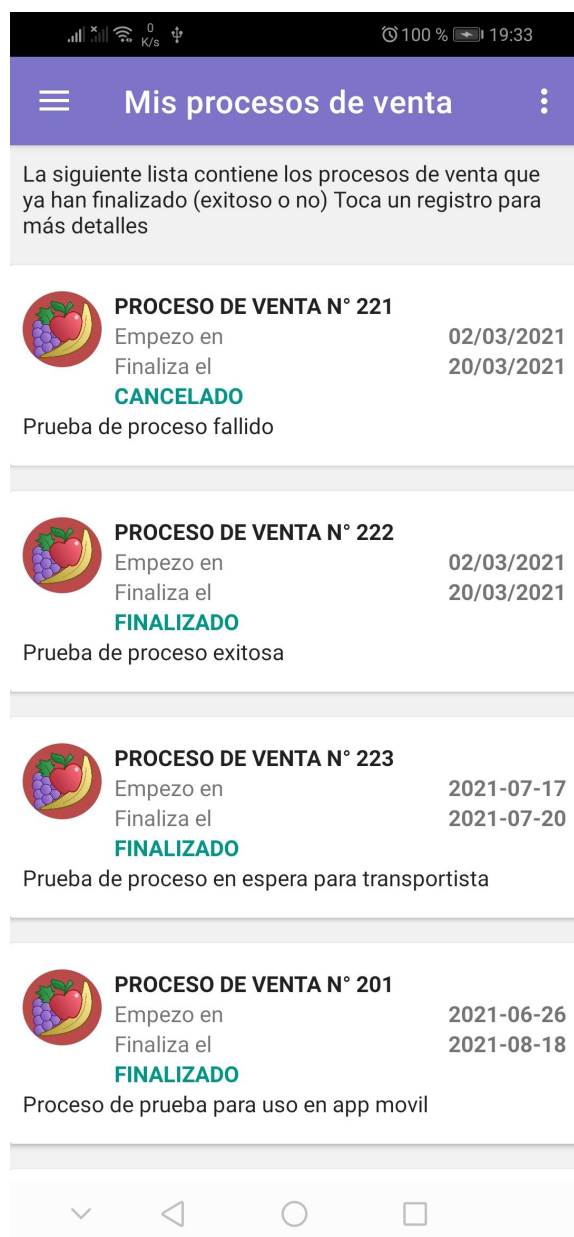 0
K/s
100 %
19:33
Mis procesos de venta
La siguiente lista contiene los procesos de venta que
ya han finalizado (exitoso o no) Toca un registro para
más detalles
PROCESO DE VENTA N° 221
Empezo en 02/03/2021
Finaliza el 20/03/2021
CANCELADO
Prueba de proceso fallido
PROCESO DE VENTA N° 222
Empezo en 02/03/2021
Finaliza el 20/03/2021
FINALIZADO
Prueba de proceso exitosa
PROCESO DE VENTA N° 223
Empezo en 2021-07-17
Finaliza el 2021-07-20
FINALIZADO
Prueba de proceso en espera para transportista
PROCESO DE VENTA N° 201
Empezo en 2021-06-26
Finaliza el 2021-08-18
FINALIZADO
Proceso de prueba para uso en app movil